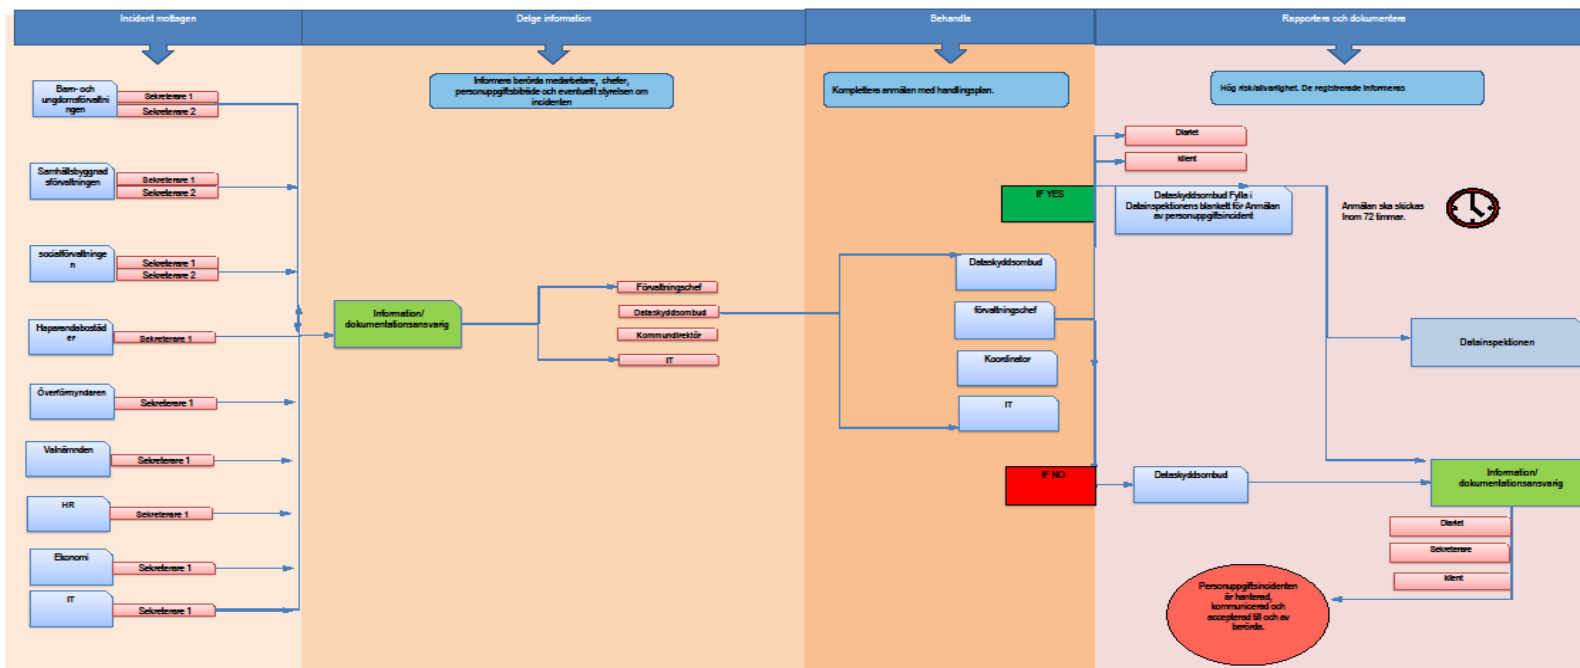 Incident mottagen
Delge information
Behandla
Rapportera och dokumentera
Informera berörda medarbetare, chefer,
personuppgiftsbiträde och eventuellt styrelsen om
incidenten
Komplettera anmälan med handlingsplan.
Hög risk/allvarlighet. De registrerade informeras
Barn- och
ungdomsförvaltni
ngen
Sekreterare 1
Sekreterare 2
Samhällsbyggnad
sförvaltningen
Sekreterare 1
Sekreterare 2
socialförvaltninge
n
Sekreterare 1
Sekreterare 2
Haparandabostä
der
Sekreterare 1
Överförmyndaren
Sekreterare 1
Valnämnden
Sekreterare 1
HR
Sekreterare 1
Ekonomi
Sekreterare 1
IT
Sekreterare 1
Information/
dokumentationsansvarig
Förvaltningschef
Dataskyddsombud
Kommundirektör
IT
Dataskyddsombud
förvaltningschef
Koordinator
IT
IF YES
IF NO
Diariet
klient
Dataskyddsombud Fylla i
Datainspektionens blankett för Anmälan
av personuppgiftsincident
Anmälan ska skickas
Inom 72 timmar.
Datainspektionen
Dataskyddsombud
Information/
dokumentationsansvarig
Diariet
Sekreterare
klient
Personuppgiftsincidenten
är hanterad,
kommunicerad och
accepterad till och av
berörda.